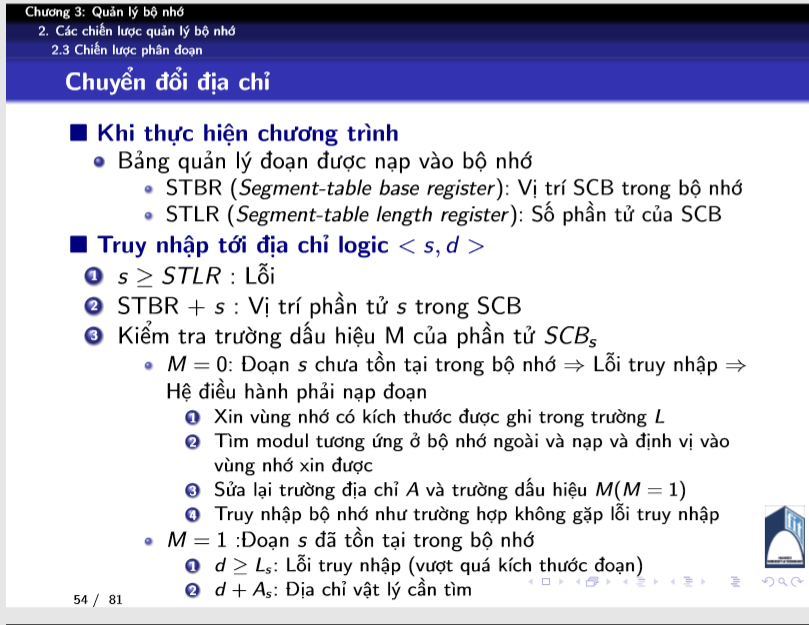 Chương 3: Quản lý bộ nhớ
2. Các chiến lược quản lý bộ nhớ
2.3 Chiến lược phân đoạn
Chuyển đổi địa chỉ
Khi thực hiện chương trình
Bảng quản lý đoạn được nạp vào bộ nhớ
STBR (Segment-table base register): Vị trí SCB trong bộ nhớ
STLR (Segment-table length register): Số phần tử của SCB
Truy nhập tới địa chỉ logic < s, d >
1 s ≥ STLR : Lỗi
2 STBR + s : Vị trí phần tử s trong SCB
3 Kiểm tra trường dấu hiệu M của phần tử SCBₛ
M = 0: Đoạn s chưa tồn tại trong bộ nhớ ⇒ Lỗi truy nhập ⇒
Hệ điều hành phải nạp đoạn
1 Xin vùng nhớ có kích thước được ghi trong trường L
2 Tìm modul tương ứng ở bộ nhớ ngoài và nạp và định vị vào
vùng nhớ xin được
3 Sửa lại trường địa chỉ A và trường dấu hiệu M(M = 1)
4 Truy nhập bộ nhớ như trường hợp không gặp lỗi truy nhập
M = 1 :Đoạn s đã tồn tại trong bộ nhớ
1 d ≥ Lₛ: Lỗi truy nhập (vượt quá kích thước đoạn)
2 d + Aₛ: Địa chỉ vật lý cần tìm
54 / 81
fit